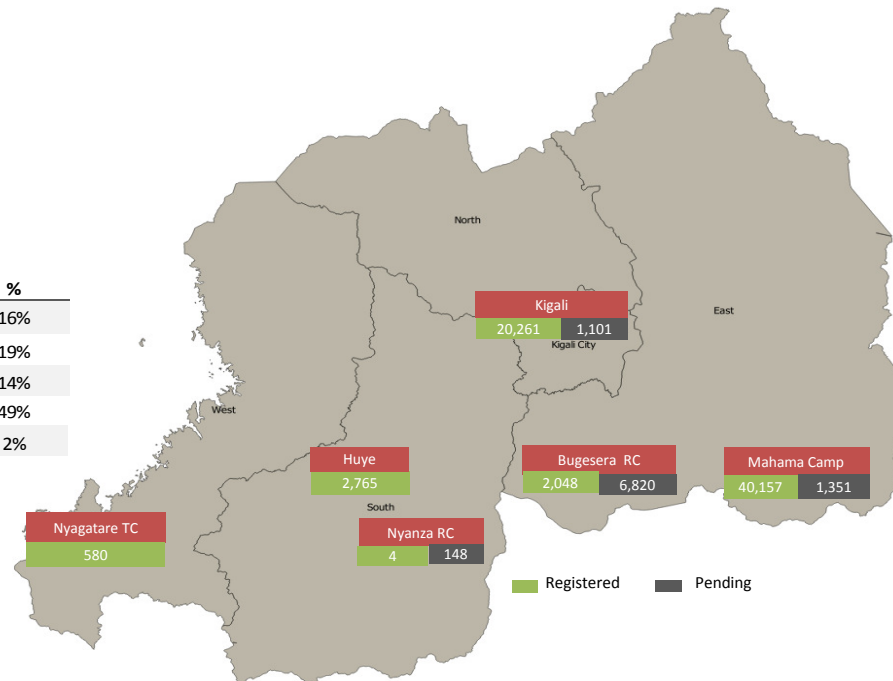 North
%
16%
19%
14%
49%
2%
Kigali
20,261 1,101
Kigali City
East
West
Huye
2,765
South
Bugesera RC
2,048 6,820
Mahama Camp
40,157 1,351
Nyagatare TC
580
Nyanza RC
4 148
Registered Pending